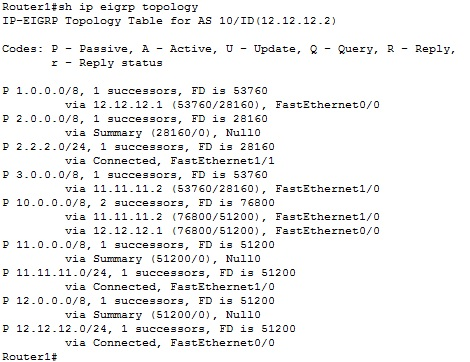 Router1#sh ip eigrp topology
IP-EIGRP Topology Table for AS 10/ID(12.12.12.2)
Codes: P - Passive, A - Active, U - Update, Q - Query, R - Reply,
r - Reply status
P 1.0.0.0/8, 1 successors, FD is 53760
via 12.12.12.1 (53760/28160), FastEthernet0/0
P 2.0.0.0/8, 1 successors, FD is 28160
via Summary (28160/0), Null0
P 2.2.2.0/24, 1 successors, FD is 28160
via Connected, FastEthernet1/1
P 3.0.0.0/8, 1 successors, FD is 53760
via 11.11.11.2 (53760/28160), FastEthernet1/0
P 10.0.0.0/8, 2 successors, FD is 76800
via 11.11.11.2 (76800/51200), FastEthernet1/0
via 12.12.12.1 (76800/51200), FastEthernet0/0
P 11.0.0.0/8, 1 successors, FD is 51200
via Summary (51200/0), Null0
P 11.11.11.0/24, 1 successors, FD is 51200
via Connected, FastEthernet1/0
P 12.0.0.0/8, 1 successors, FD is 51200
via Summary (51200/0), Null0
P 12.12.12.0/24, 1 successors, FD is 51200
via Connected, FastEthernet0/0
Router1#